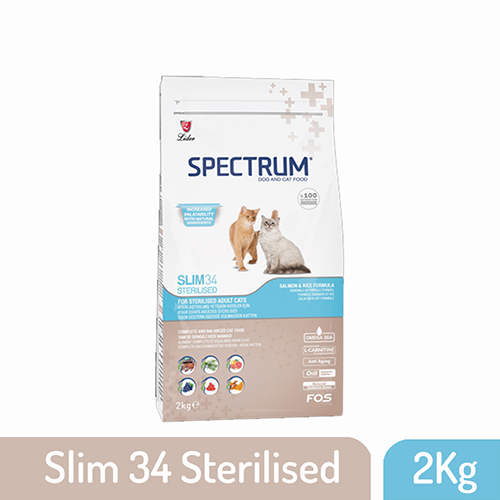 Lider
SPECTRUM®
DOG AND CAT FOOD
%100
INCREASED
PALATABILITY
WITH NATURAL
INGREDIENTS
SLIM34
STERILISED
SALMON & RICE FORMULA
FOR STERILISED ADULT CATS
COMPLETE AND BALANCED CAT FOOD
OMEGA 3&6
L-CARNITINE
Anti Aging
FOS
2kg e
Slim 34 Sterilised
2Kg